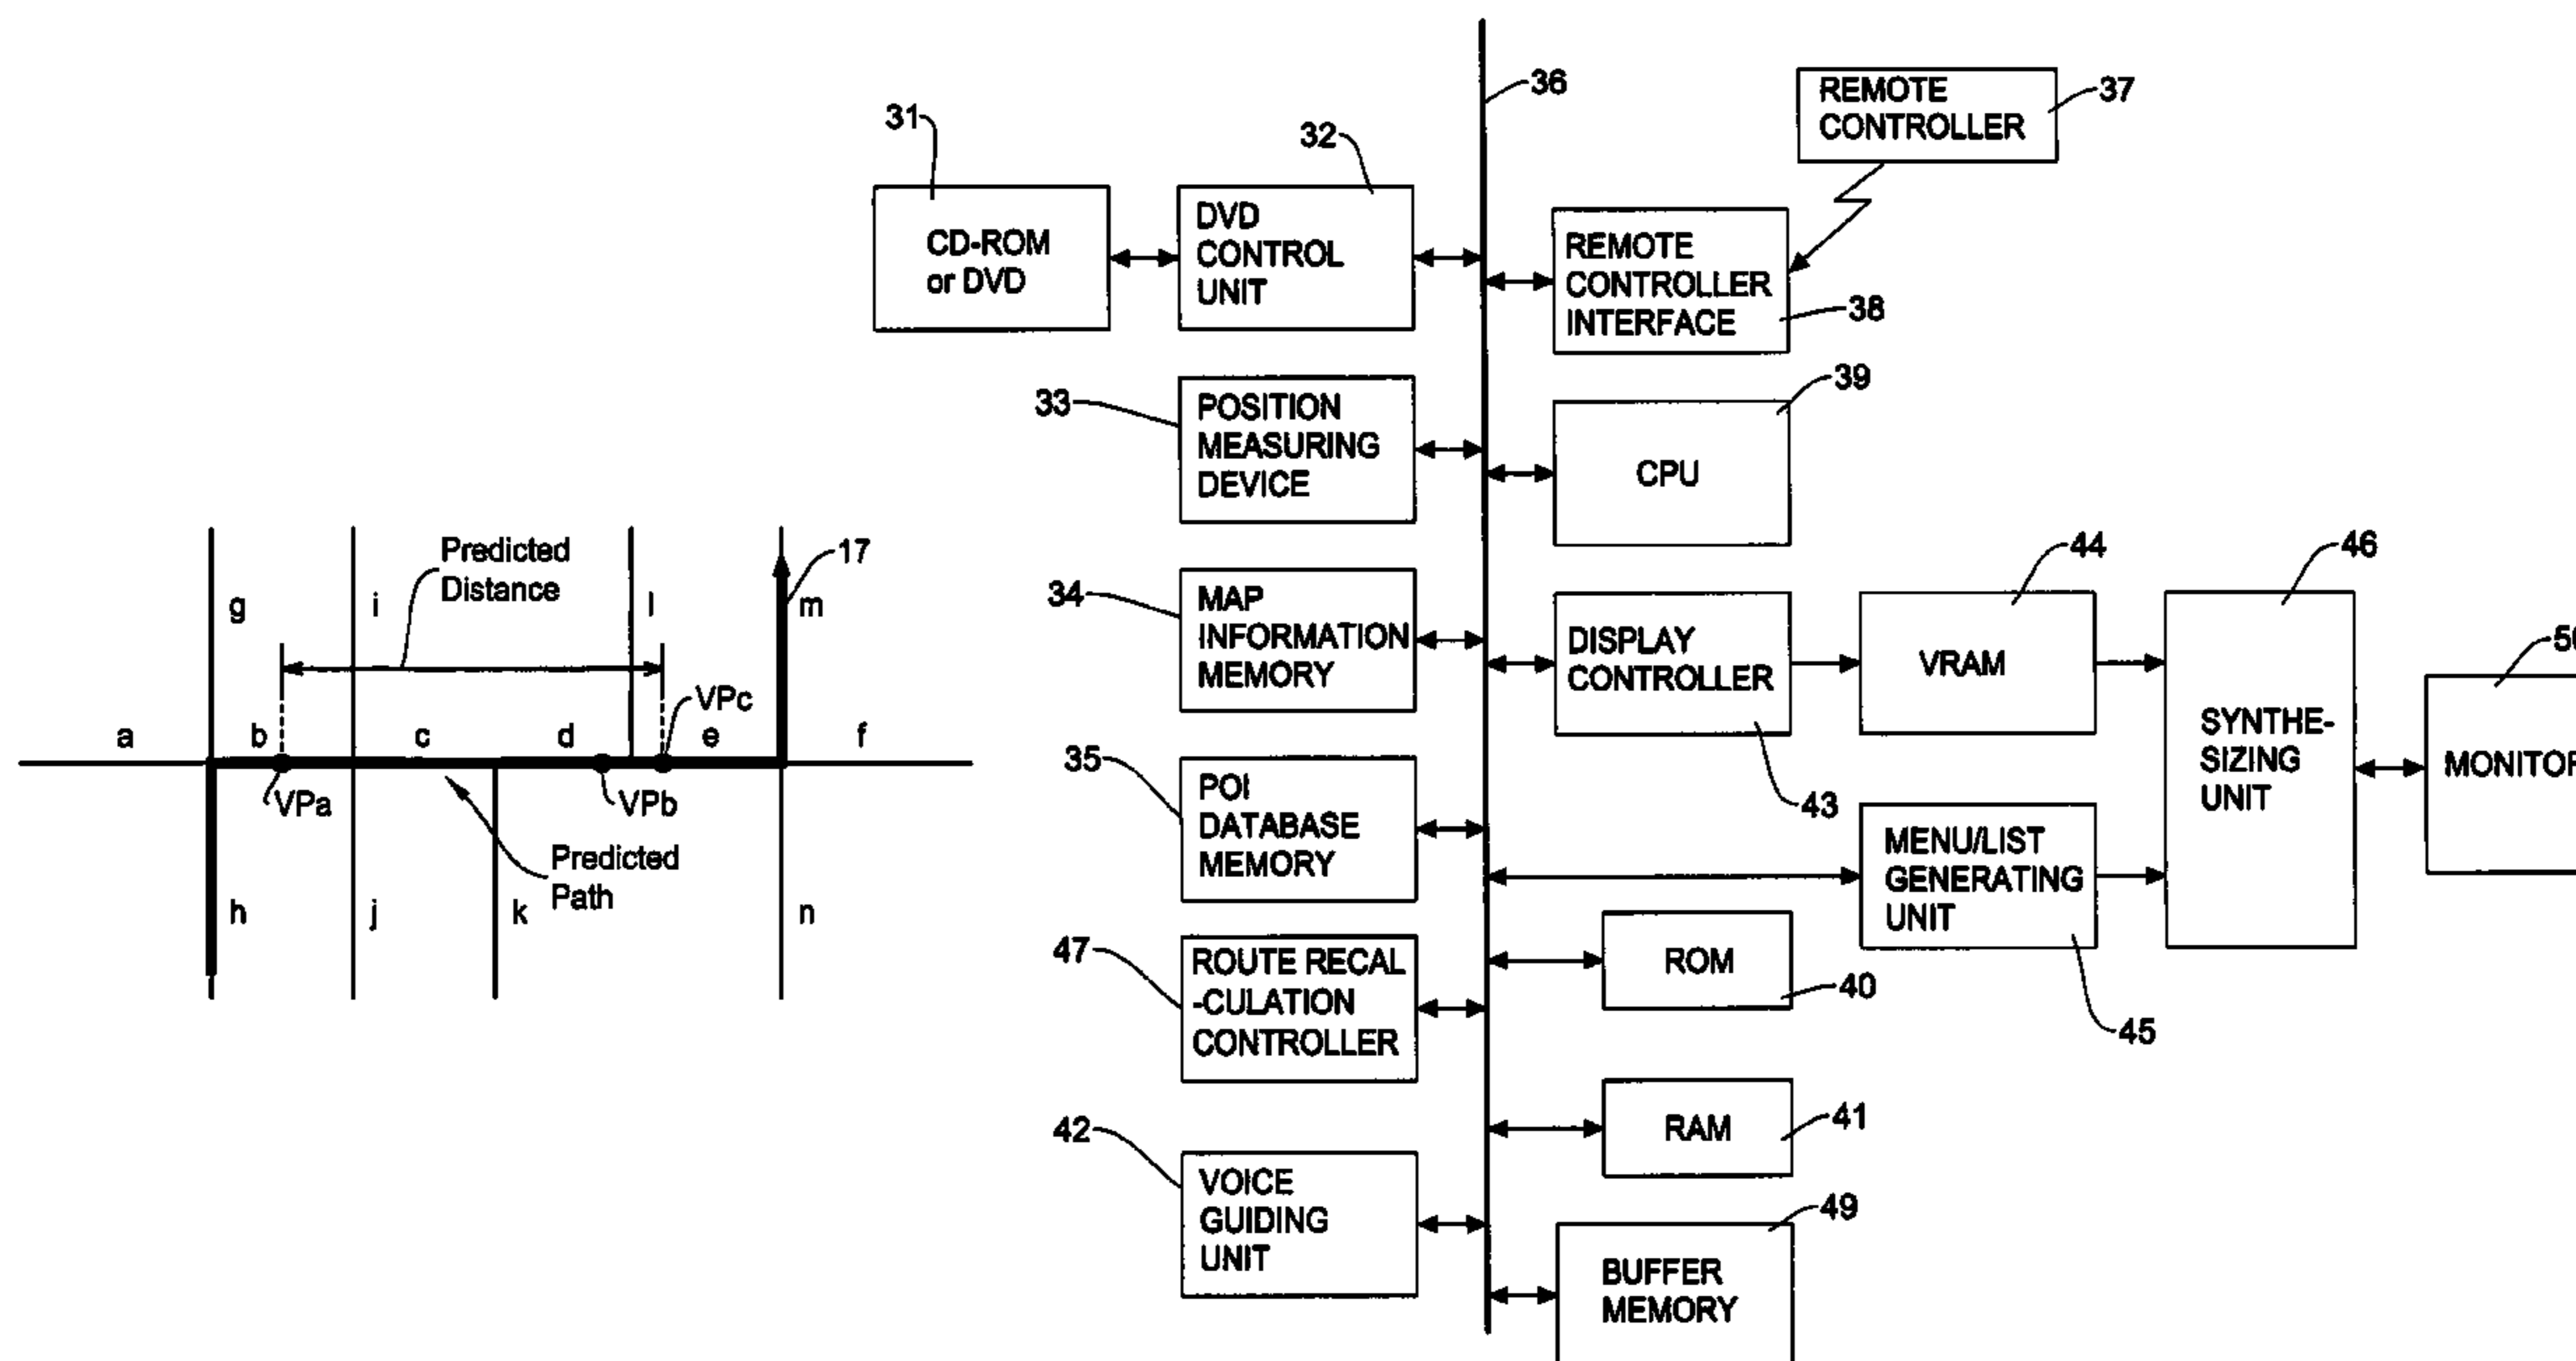 Predicted
Distance
17
g
i
l
m
VPc
a
b
c
d
e
f
VPa
VPb
Predicted
Path
h
j
k
n
36
31
CD-ROM
or DVD
32
DVD
CONTROL
UNIT
REMOTE
CONTROLLER
37
REMOTE
CONTROLLER
INTERFACE
38
33
POSITION
MEASURING
DEVICE
39
CPU
34
MAP
INFORMATION
MEMORY
DISPLAY
CONTROLLER
43
44
VRAM
46
SYNTHE-
SIZING
UNIT
MONITOR
35
POI
DATABASE
MEMORY
MENU/LIST
GENERATING
UNIT
45
47
ROUTE RECAL
-CULATION
CONTROLLER
ROM
40
RAM
41
42
VOICE
GUIDING
UNIT
49
BUFFER
MEMORY